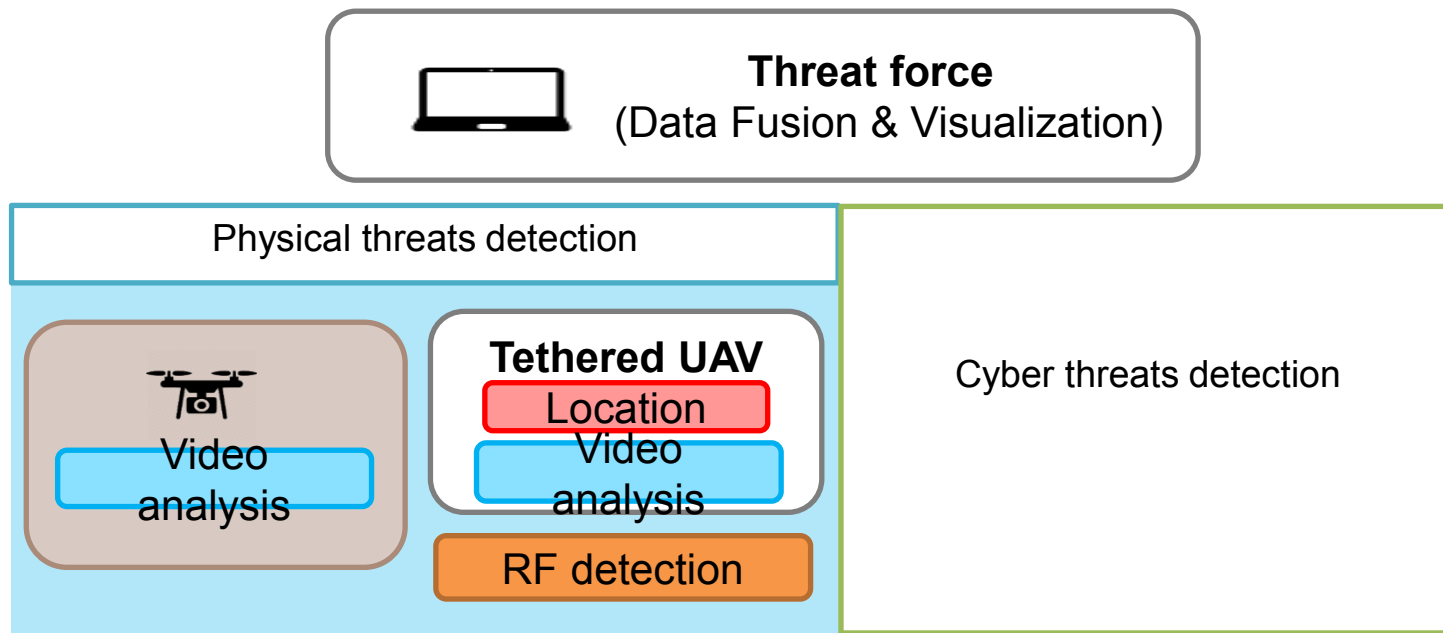 Threat force
(Data Fusion & Visualization)
Physical threats detection
Cyber threats detection
Video
analysis
Tethered UAV
Location
Video
analysis
RF detection